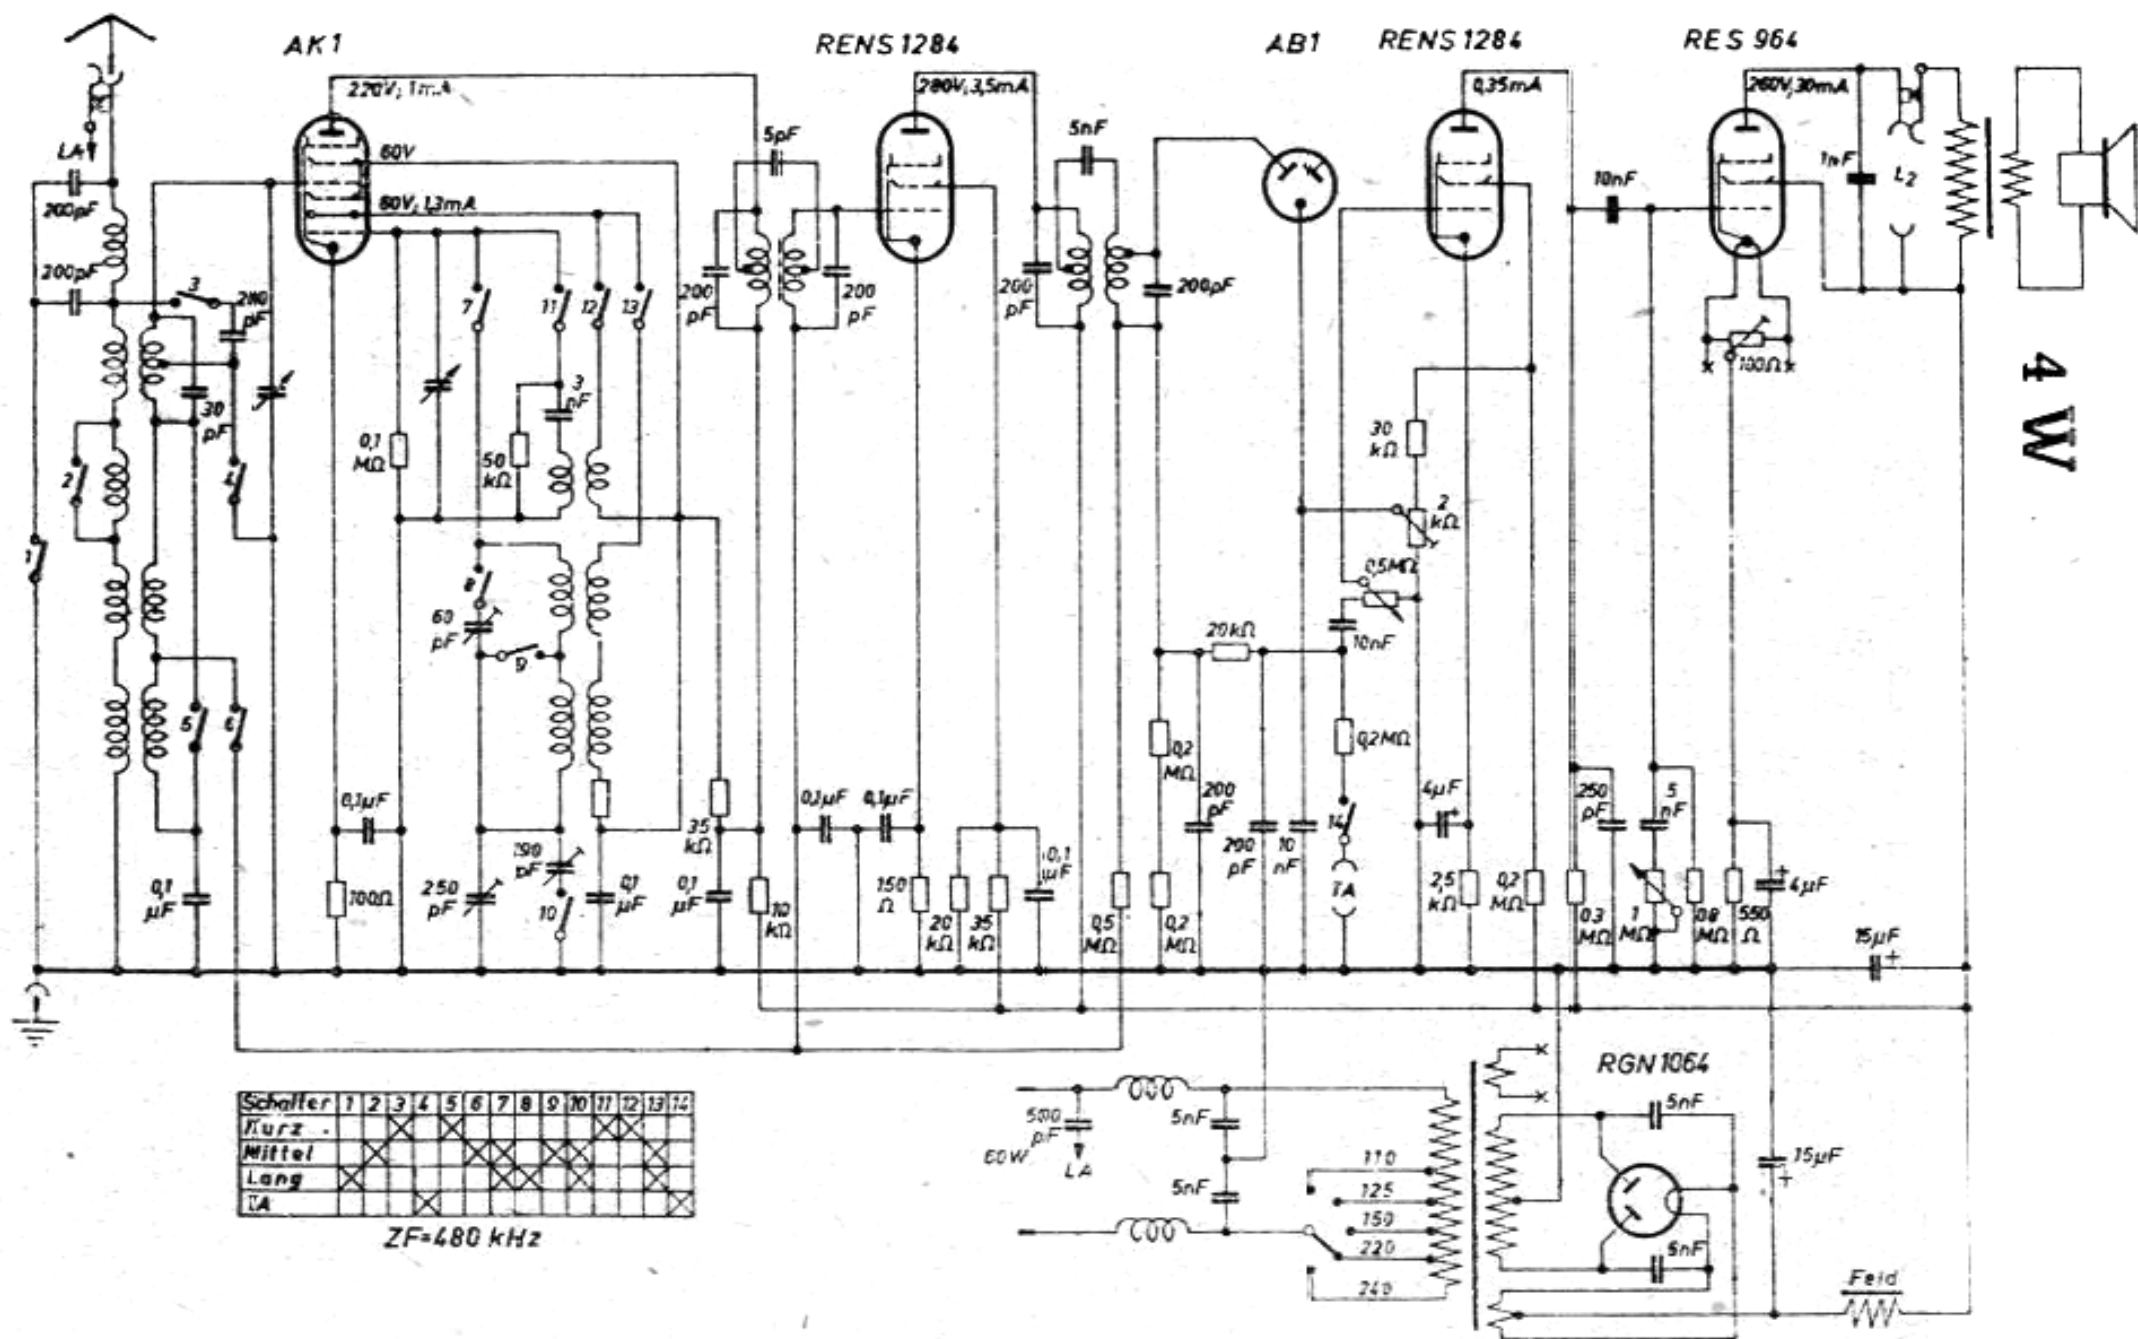 AK1
RENS 1284
AB1
RENS 1284
RES 964
220V; 1mA
280V; 3,5mA
0,35mA
260V, 30mA
60V
60V; 1,3mA
LA
200pF
200pF
3
200 pF
30 pF
2
4
5
6
0,1 µF
0,1 MΩ
7
11
12
13
3 nF
50 kΩ
8
60 pF
9
190 pF
250 pF
10
0,1µF
100Ω
0,1 µF
35 kΩ
0,1 µF
10 kΩ
5pF
200 pF
200 pF
0,1µF
0,1µF
150 Ω
20 kΩ
35 kΩ
0,1 µF
5nF
200 pF
200pF
0,5 MΩ
0,2 MΩ
0,2 MΩ
200 pF
20kΩ
200 pF
10 nF
10nF
0,5MΩ
2 kΩ
30 kΩ
0,2MΩ
14
TA
4µF
2,5 kΩ
0,2 MΩ
0,3 MΩ
250 pF
5 nF
1 MΩ
0,8 MΩ
550 Ω
4µF
10nF
1nF
L2
100Ω
4 W
15µF
+
Schalter 1 2 3 4 5 6 7 8 9 10 11 12 13 14
Kurz
Mittel
Lang
TA
ZF=480 kHz
500 pF
60W
LA
5nF
5nF
110
125
150
220
240
RGN 1064
5nF
5nF
15µF
+
Feld